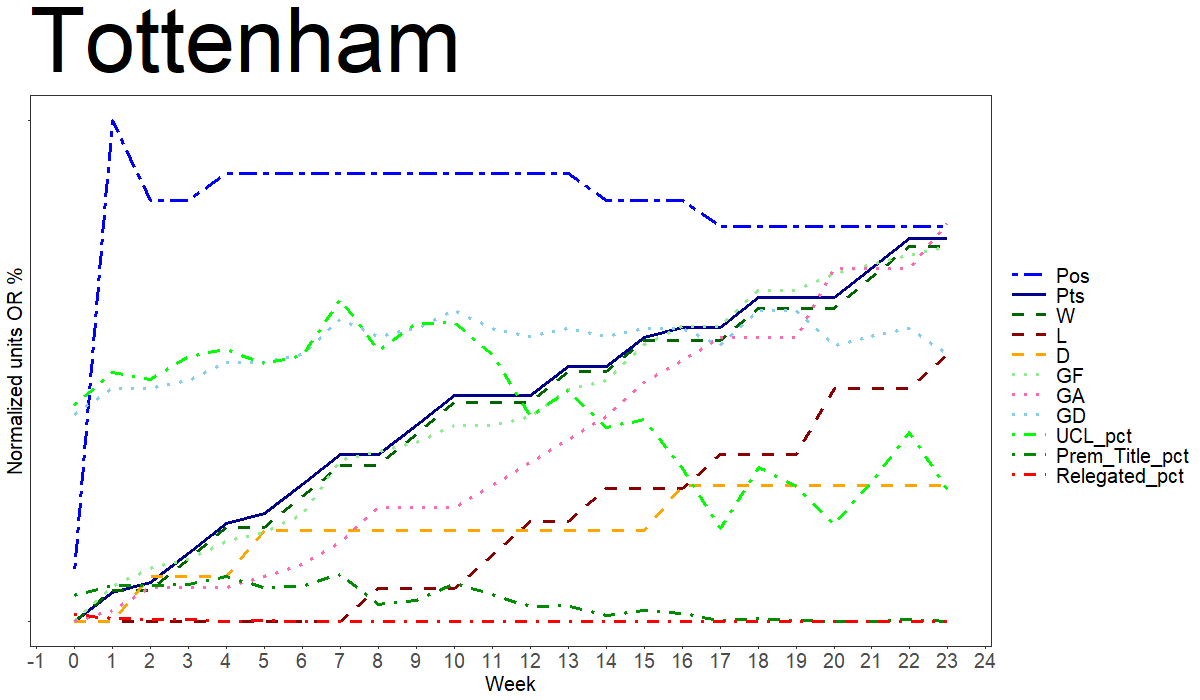 Tottenham
Normalized units OR %
Pos
Pts
W
L
D
GF
GA
GD
UCL_pct
Prem_Title_pct
Relegated_pct
-1 0 1 2 3 4 5 6 7 8 9 10 11 12 13 14 15 16 17 18 19 20 21 22 23 24
Week